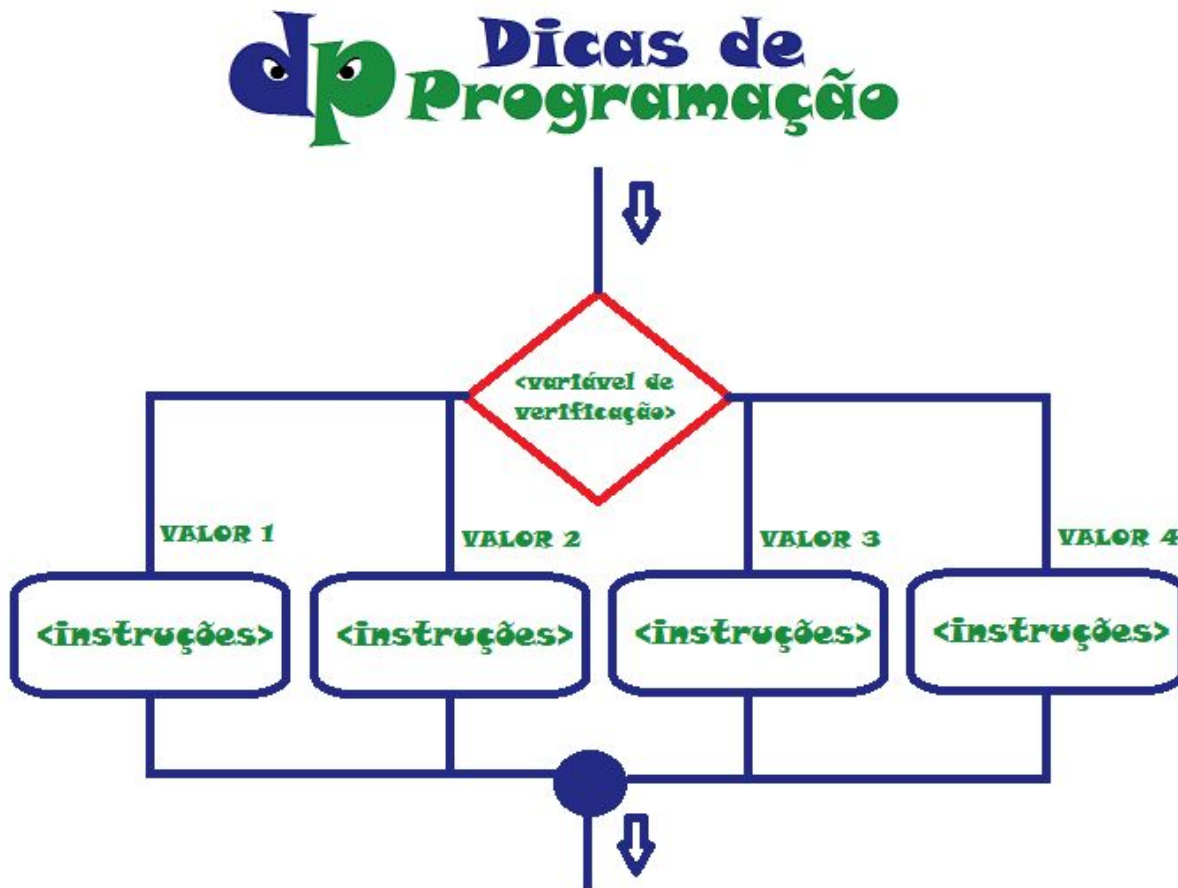 dp
Dicas de
Programação
<variável de
verificação>
VALOR 1
VALOR 2
VALOR 3
VALOR 4
<instruções>
<instruções>
<instruções>
<instruções>